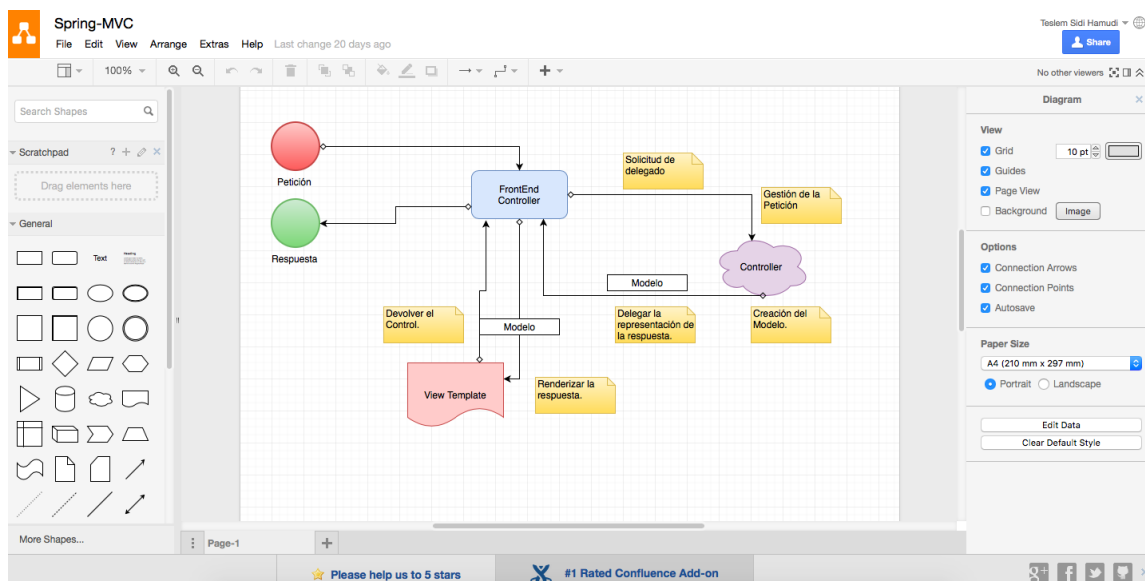 Spring-MVC
Teslem Sidi Hamudi
File Edit View Arrange Extras Help Last change 20 days ago
Share
100%
No other viewers
Search Shapes
Scratchpad ?
Drag elements here
General
Text
More Shapes...
Petición
Respuesta
FrontEnd
Controller
Solicitud de
delegado
Gestión de la
Petición
Controller
Modelo
Devolver el
Control.
Modelo
Delegar la
representación de
la respuesta.
Creación del
Modelo.
View Template
Renderizar la
respuesta.
Diagram
View
Grid
10 pt
Guides
Page View
Background
Image
Options
Connection Arrows
Connection Points
Autosave
Paper Size
A4 (210 mm x 297 mm)
Portrait Landscape
Edit Data
Clear Default Style
Page-1
Please help us to 5 stars
#1 Rated Confluence Add-on